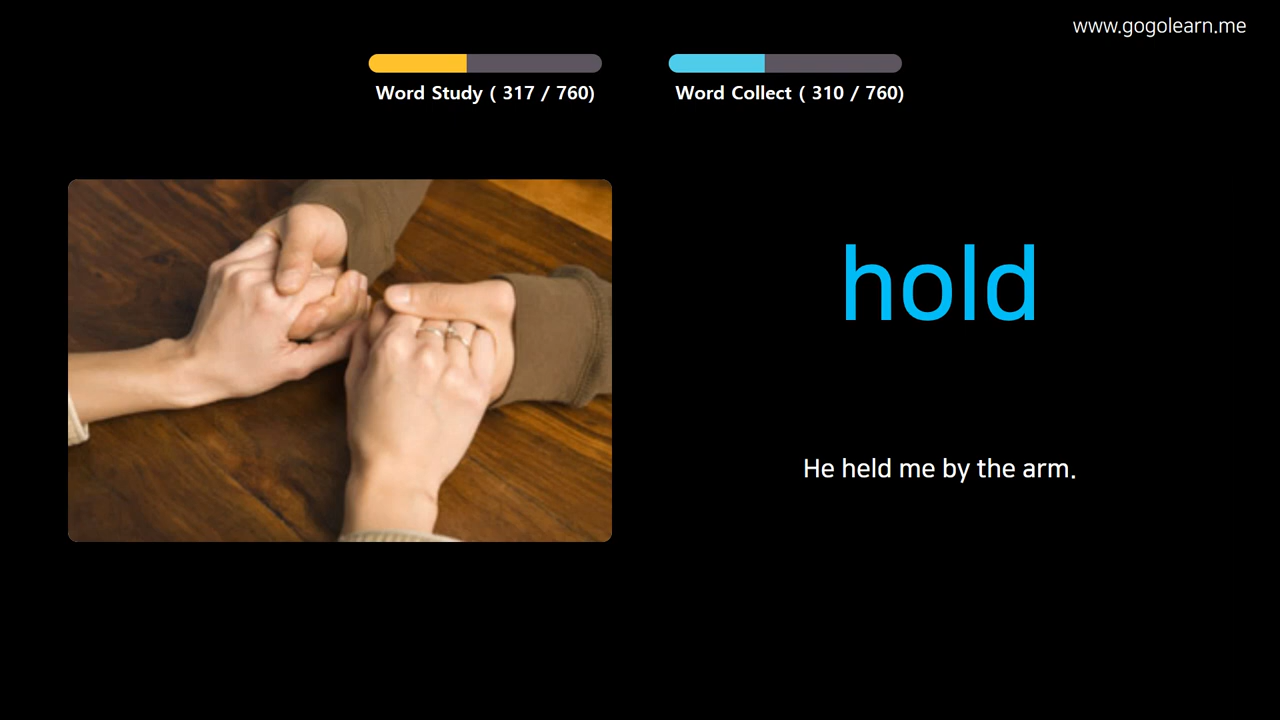 www.gogolearn.me
Word Study ( 317 / 760)
Word Collect ( 310 / 760)
hold
He held me by the arm.